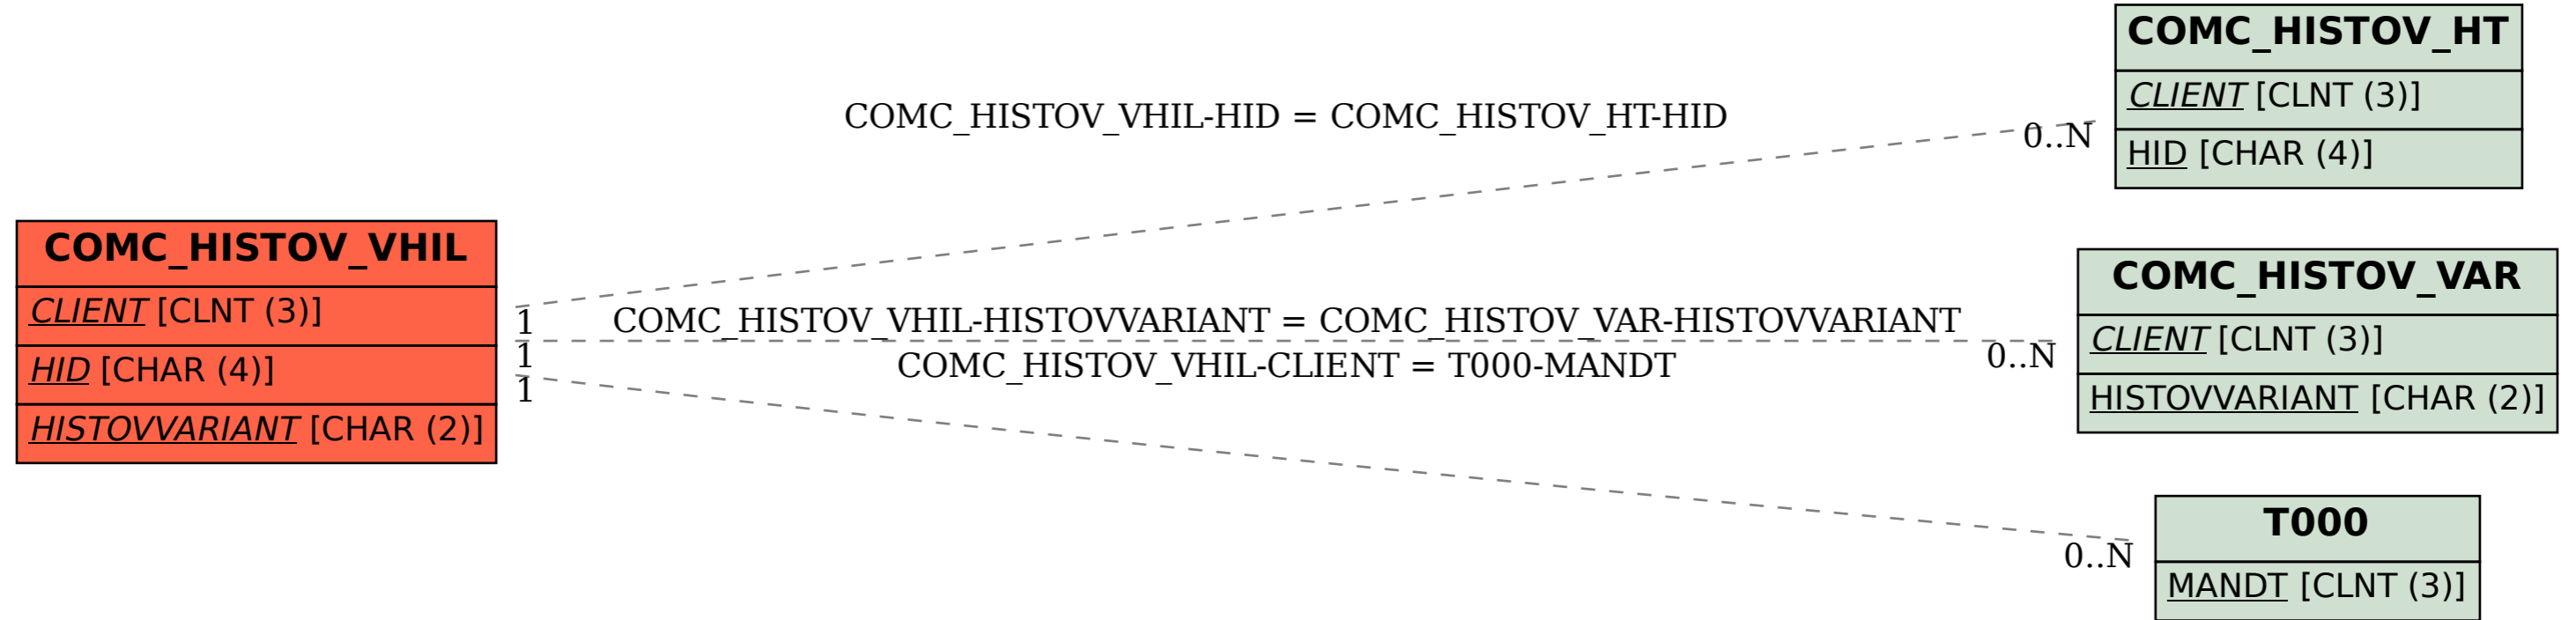 COMC_HISTOV_HT
CLIENT [CLNT (3)]
HID [CHAR (4)]
COMC_HISTOV_VHIL-HID = COMC_HISTOV_HT-HID
0..N
COMC_HISTOV_VHIL
CLIENT [CLNT (3)]
HID [CHAR (4)]
HISTOVVARIANT [CHAR (2)]
1
1
1
COMC_HISTOV_VHIL-HISTOVVARIANT = COMC_HISTOV_VAR-HISTOVVARIANT
COMC_HISTOV_VHIL-CLIENT = T000-MANDT
0..N
COMC_HISTOV_VAR
CLIENT [CLNT (3)]
HISTOVVARIANT [CHAR (2)]
0..N
T000
MANDT [CLNT (3)]